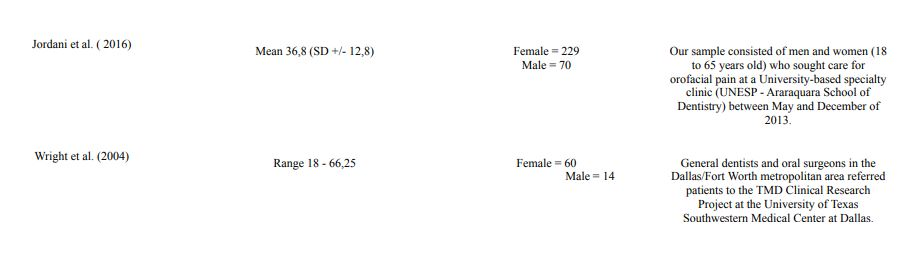 Jordani et al. ( 2016)
Mean 36,8 (SD +/- 12,8)
Female = 229
Male = 70
Our sample consisted of men and women (18
to 65 years old) who sought care for
orofacial pain at a University-based specialty
clinic (UNESP - Araraquara School of
Dentistry) between May and December of
2013.
Wright et al. (2004)
Range 18 - 66,25
Female = 60
Male = 14
General dentists and oral surgeons in the
Dallas/Fort Worth metropolitan area referred
patients to the TMD Clinical Research
Project at the University of Texas
Southwestern Medical Center at Dallas.